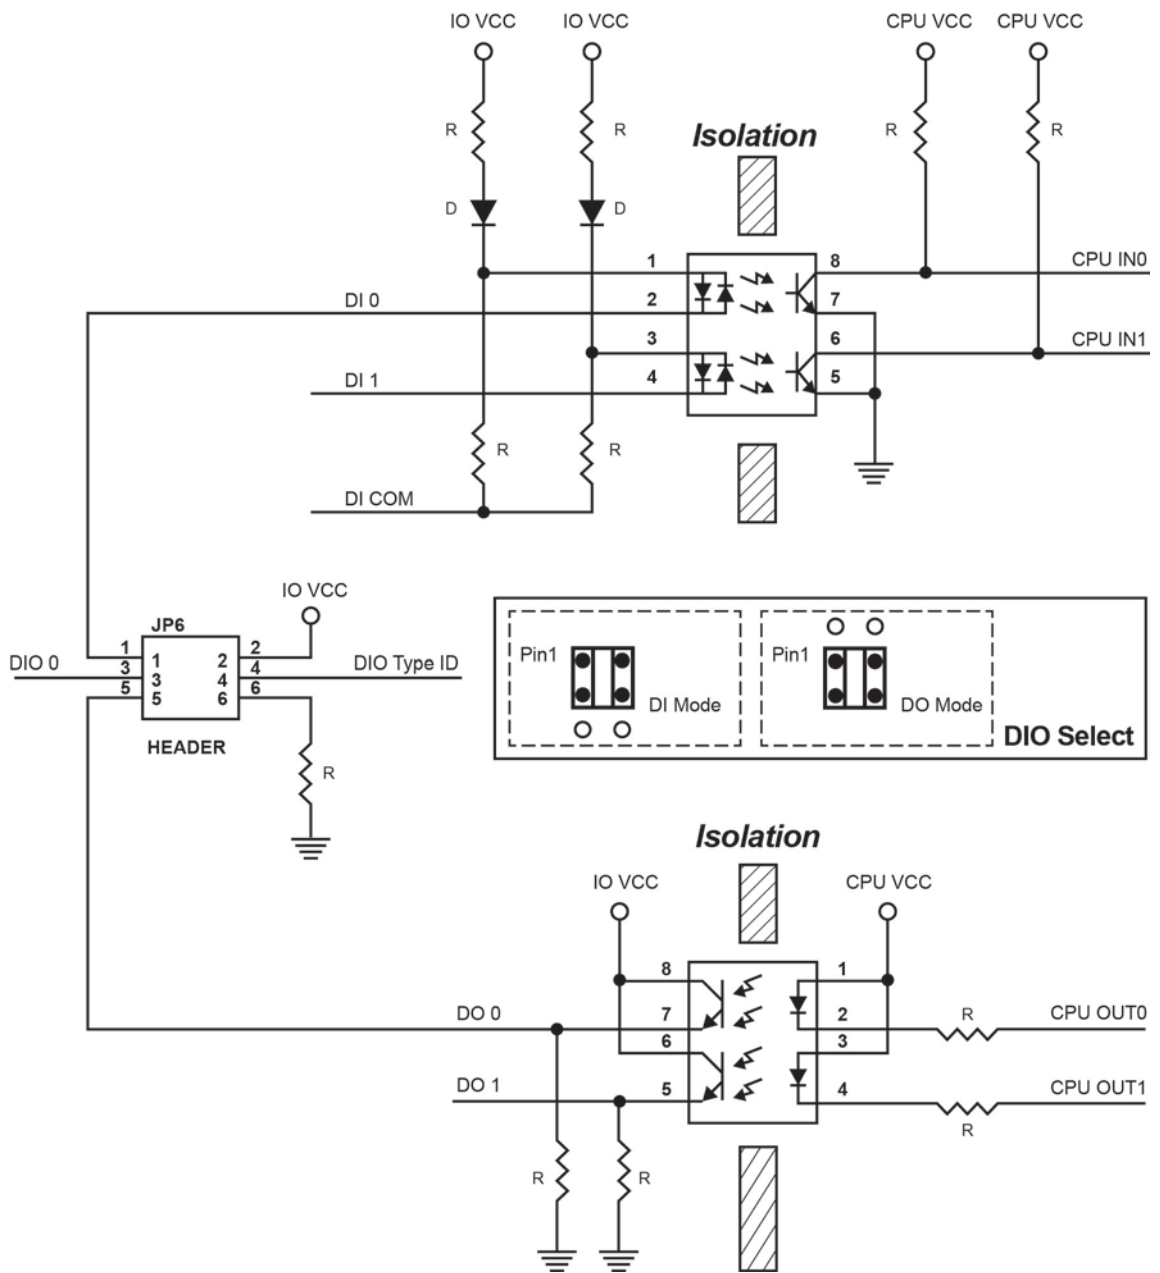 IO VCC IO VCC CPU VCC CPU VCC
R R R R
Isolation
D D
1 8 CPU IN0
DI 0 2 7
3 6 CPU IN1
DI 1 4 5
R R
DI COM
IO VCC
JP6
1 1 2 2
DIO 0 3 3 4 4 DIO Type ID
5 5 6 6
HEADER
R
Pin1 Pin1
DI Mode DO Mode
DIO Select
Isolation
IO VCC CPU VCC
8 1
DO 0 7 2 R CPU OUT0
6 3
DO 1 5 4 CPU OUT1
R
R R